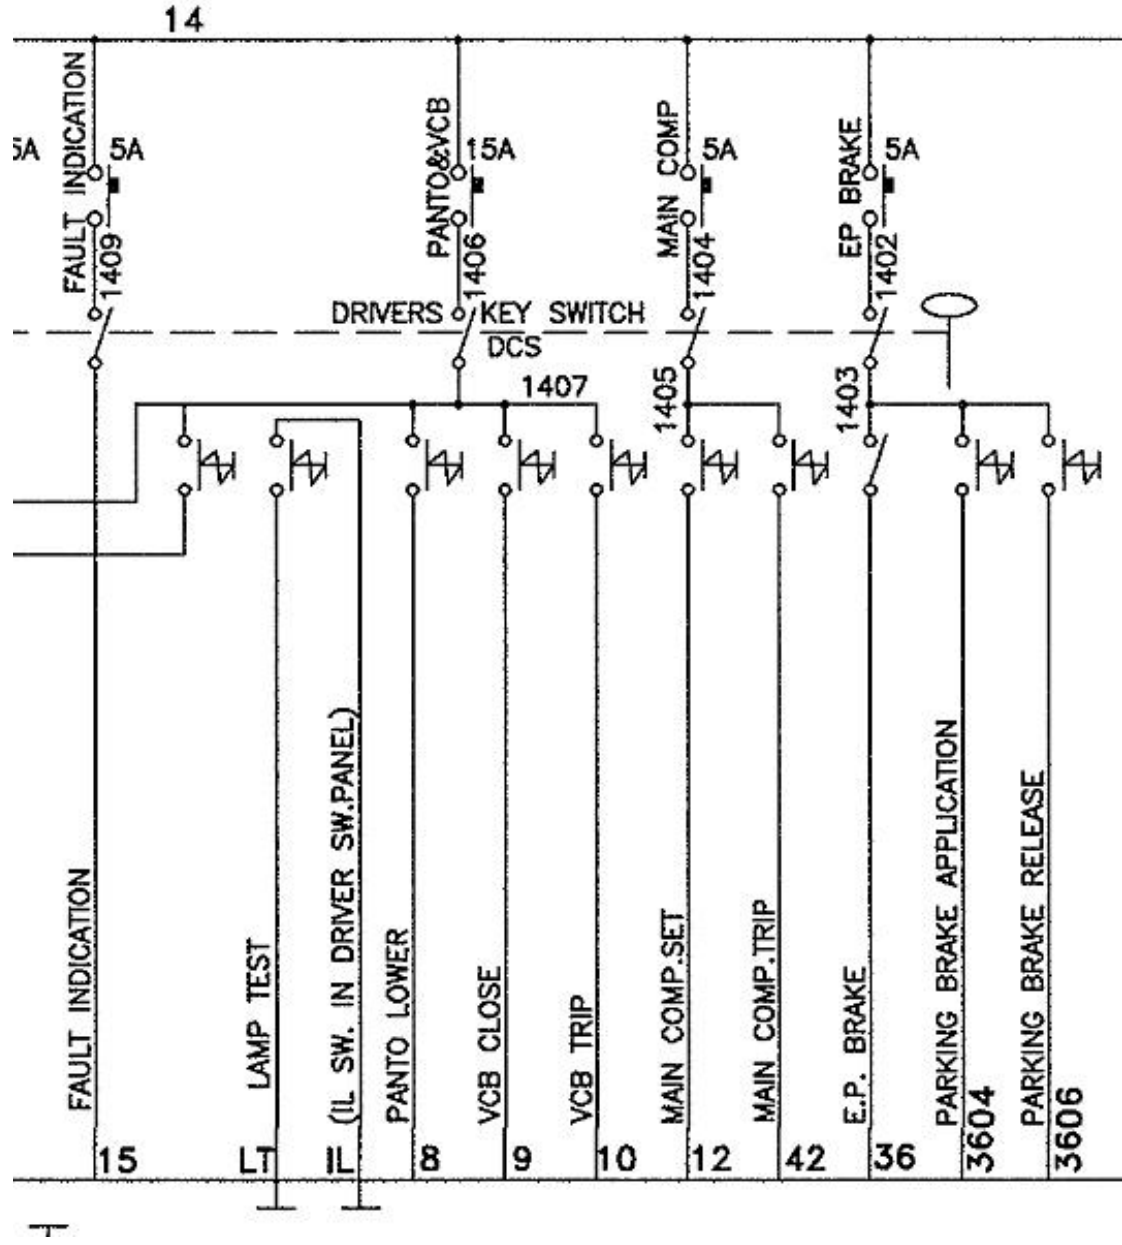 14
5A
FAULT INDICATION
5A
PANTO&VCB
15A
MAIN COMP
5A
EP BRAKE
5A
1409
1406
1404
1402
DRIVERS KEY SWITCH
DCS
1407
1405
1403
FAULT INDICATION
LAMP TEST
(IL SW. IN DRIVER SW.PANEL)
PANTO LOWER
VCB CLOSE
VCB TRIP
MAIN COMP.SET
MAIN COMP.TRIP
E.P. BRAKE
PARKING BRAKE APPLICATION
PARKING BRAKE RELEASE
15
LT
IL
8
9
10
12
42
36
3604
3606